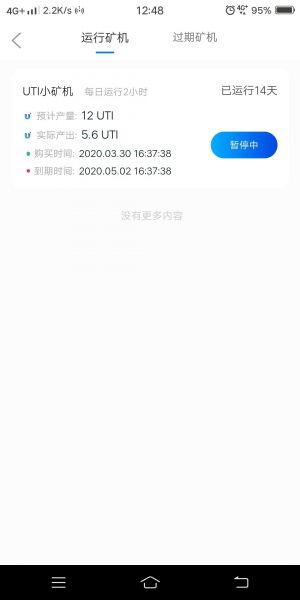 4G+ 2.2K/s 12:48 4G+ 95%
运行矿机 过期矿机
UTI小矿机 每日运行2小时 已运行14天
预计产量: 12 UTI
实际产出: 5.6 UTI
购买时间: 2020.03.30 16:37:38
暂停中
到期时间: 2020.05.02 16:37:38
没有更多内容